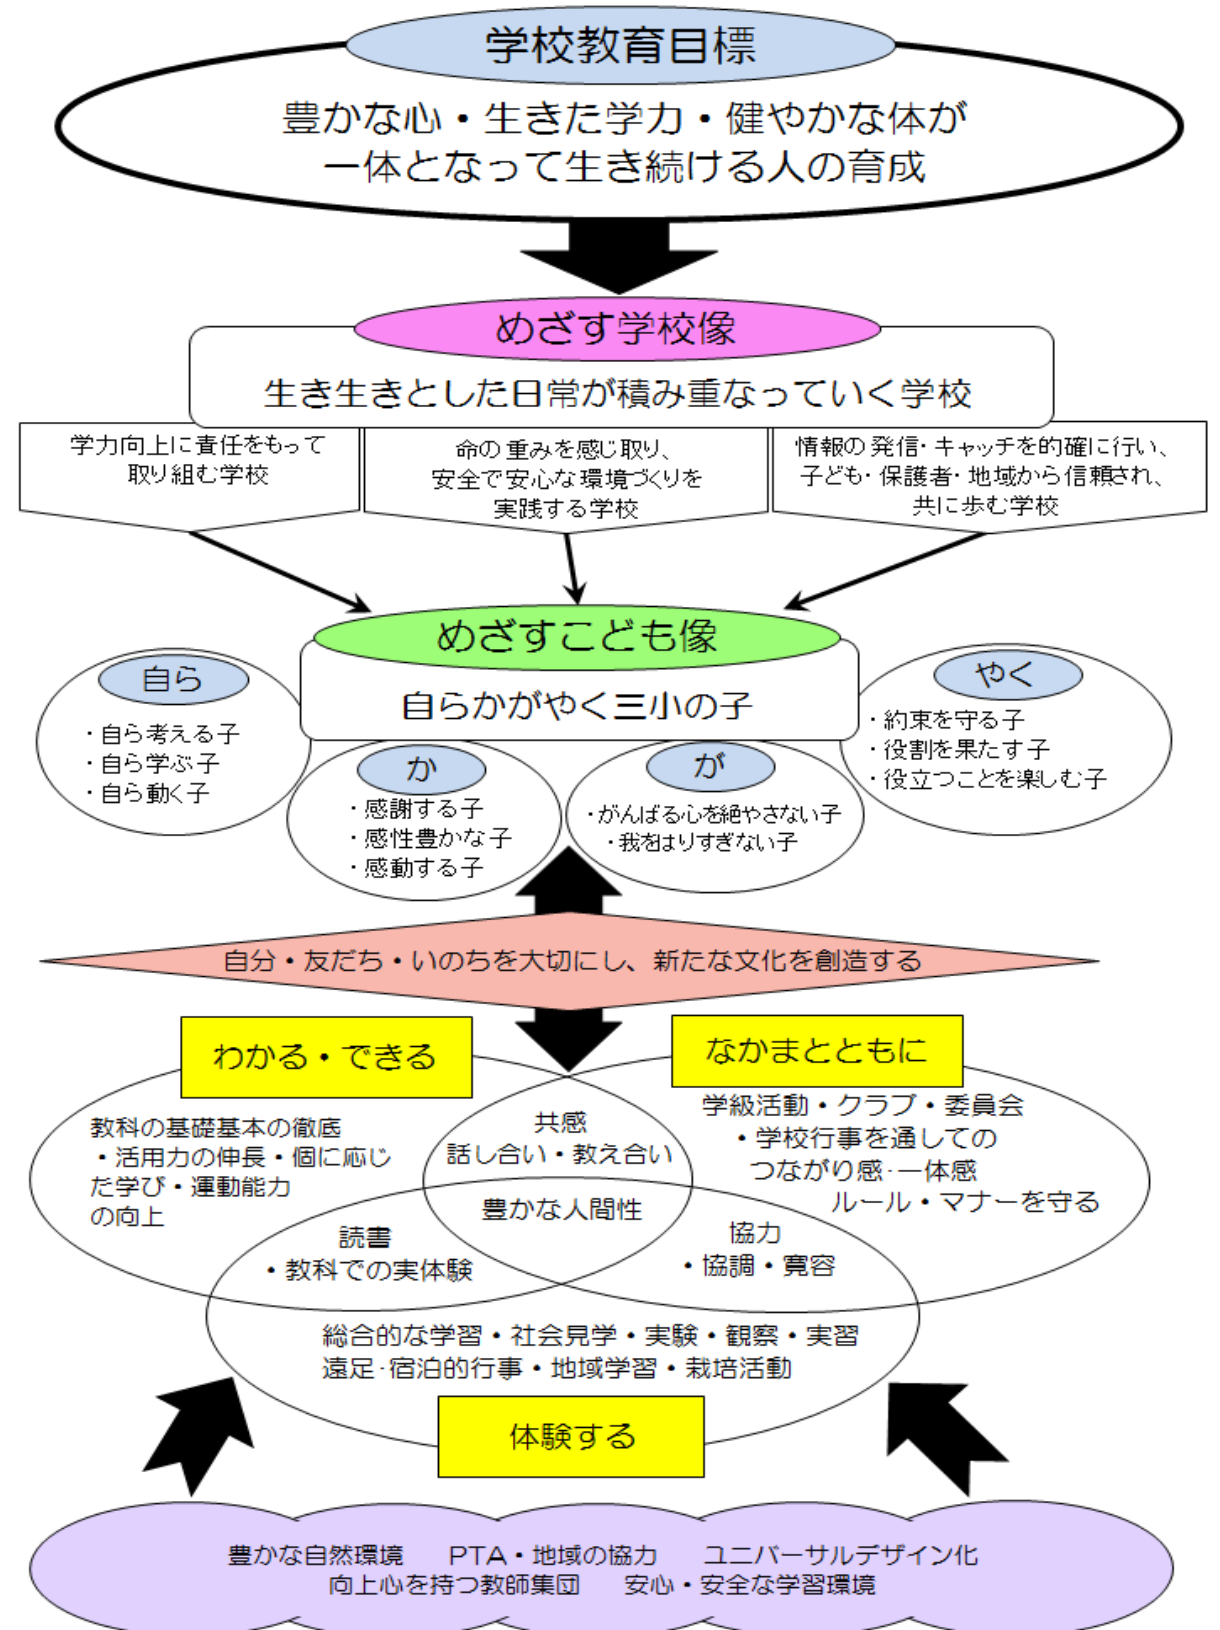 学校教育目標
豊かな心・生きた学力・健やかな体が
一体となって生き続ける人の育成
めざす学校像
生き生きとした日常が積み重なっていく学校
学力向上に責任をもって
取り組む学校
命の重みを感じ取り、
安全で安心な環境づくりを
実践する学校
情報の発信・キャッチを的確に行い、
子ども・保護者・地域から信頼され、
共に歩む学校
めざすこども像
自らかがやく三小の子
自ら
・自ら考える子
・自ら学ぶ子
・自ら動く子
か
・感謝する子
・感性豊かな子
・感動する子
が
・がんばる心を絶やさない子
・我をはりすぎない子
やく
・約束を守る子
・役割を果たす子
・役立つことを楽しむ子
自分・友だち・いのちを大切にし、新たな文化を創造する
わかる・できる
教科の基礎基本の徹底
・活用力の伸長・個に応じ
た学び・運動能力
の向上
なかまとともに
学級活動・クラブ・委員会
・学校行事を通しての
つながり感・一体感
ルール・マナーを守る
共感
話し合い・教え合い
豊かな人間性
読書
・教科での実体験
協力
・協調・寛容
総合的な学習・社会見学・実験・観察・実習
遠足・宿泊的行事・地域学習・栽培活動
体験する
豊かな自然環境 PTA・地域の協力 ユニバーサルデザイン化
向上心を持つ教師集団 安心・安全な学習環境